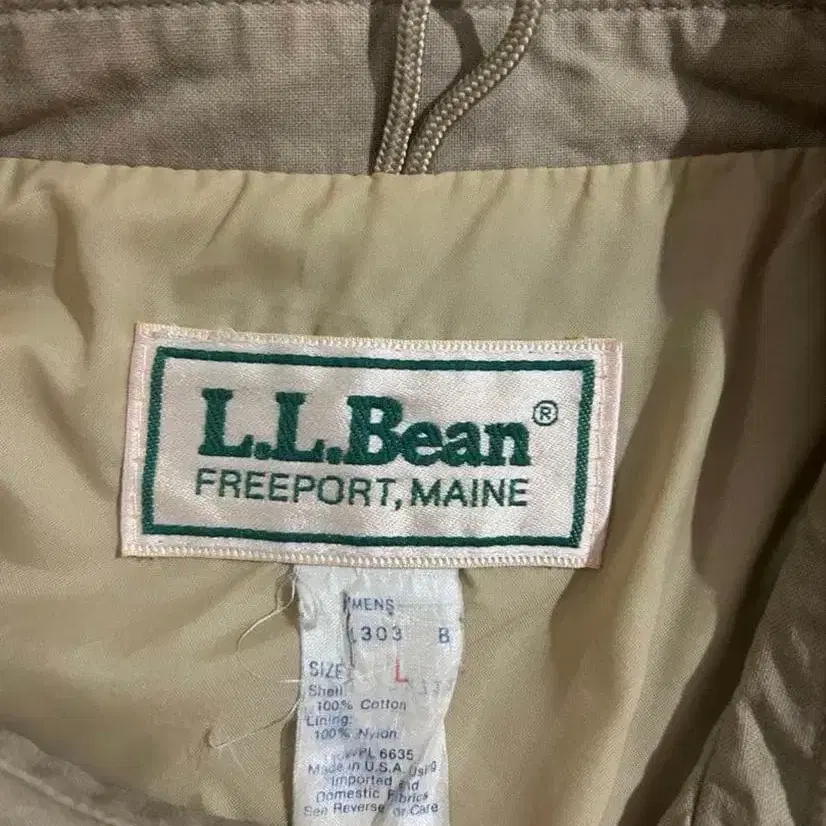 L.L.Bean®
FREEPORT, MAINE
MENS
303 B
SIZE L
Shell:
100% Cotton
Lining:
100% Nylon
WPL 6635
Made in U.S.A. Using
Imported and
Domestic Fabrics
See Reverse for Care